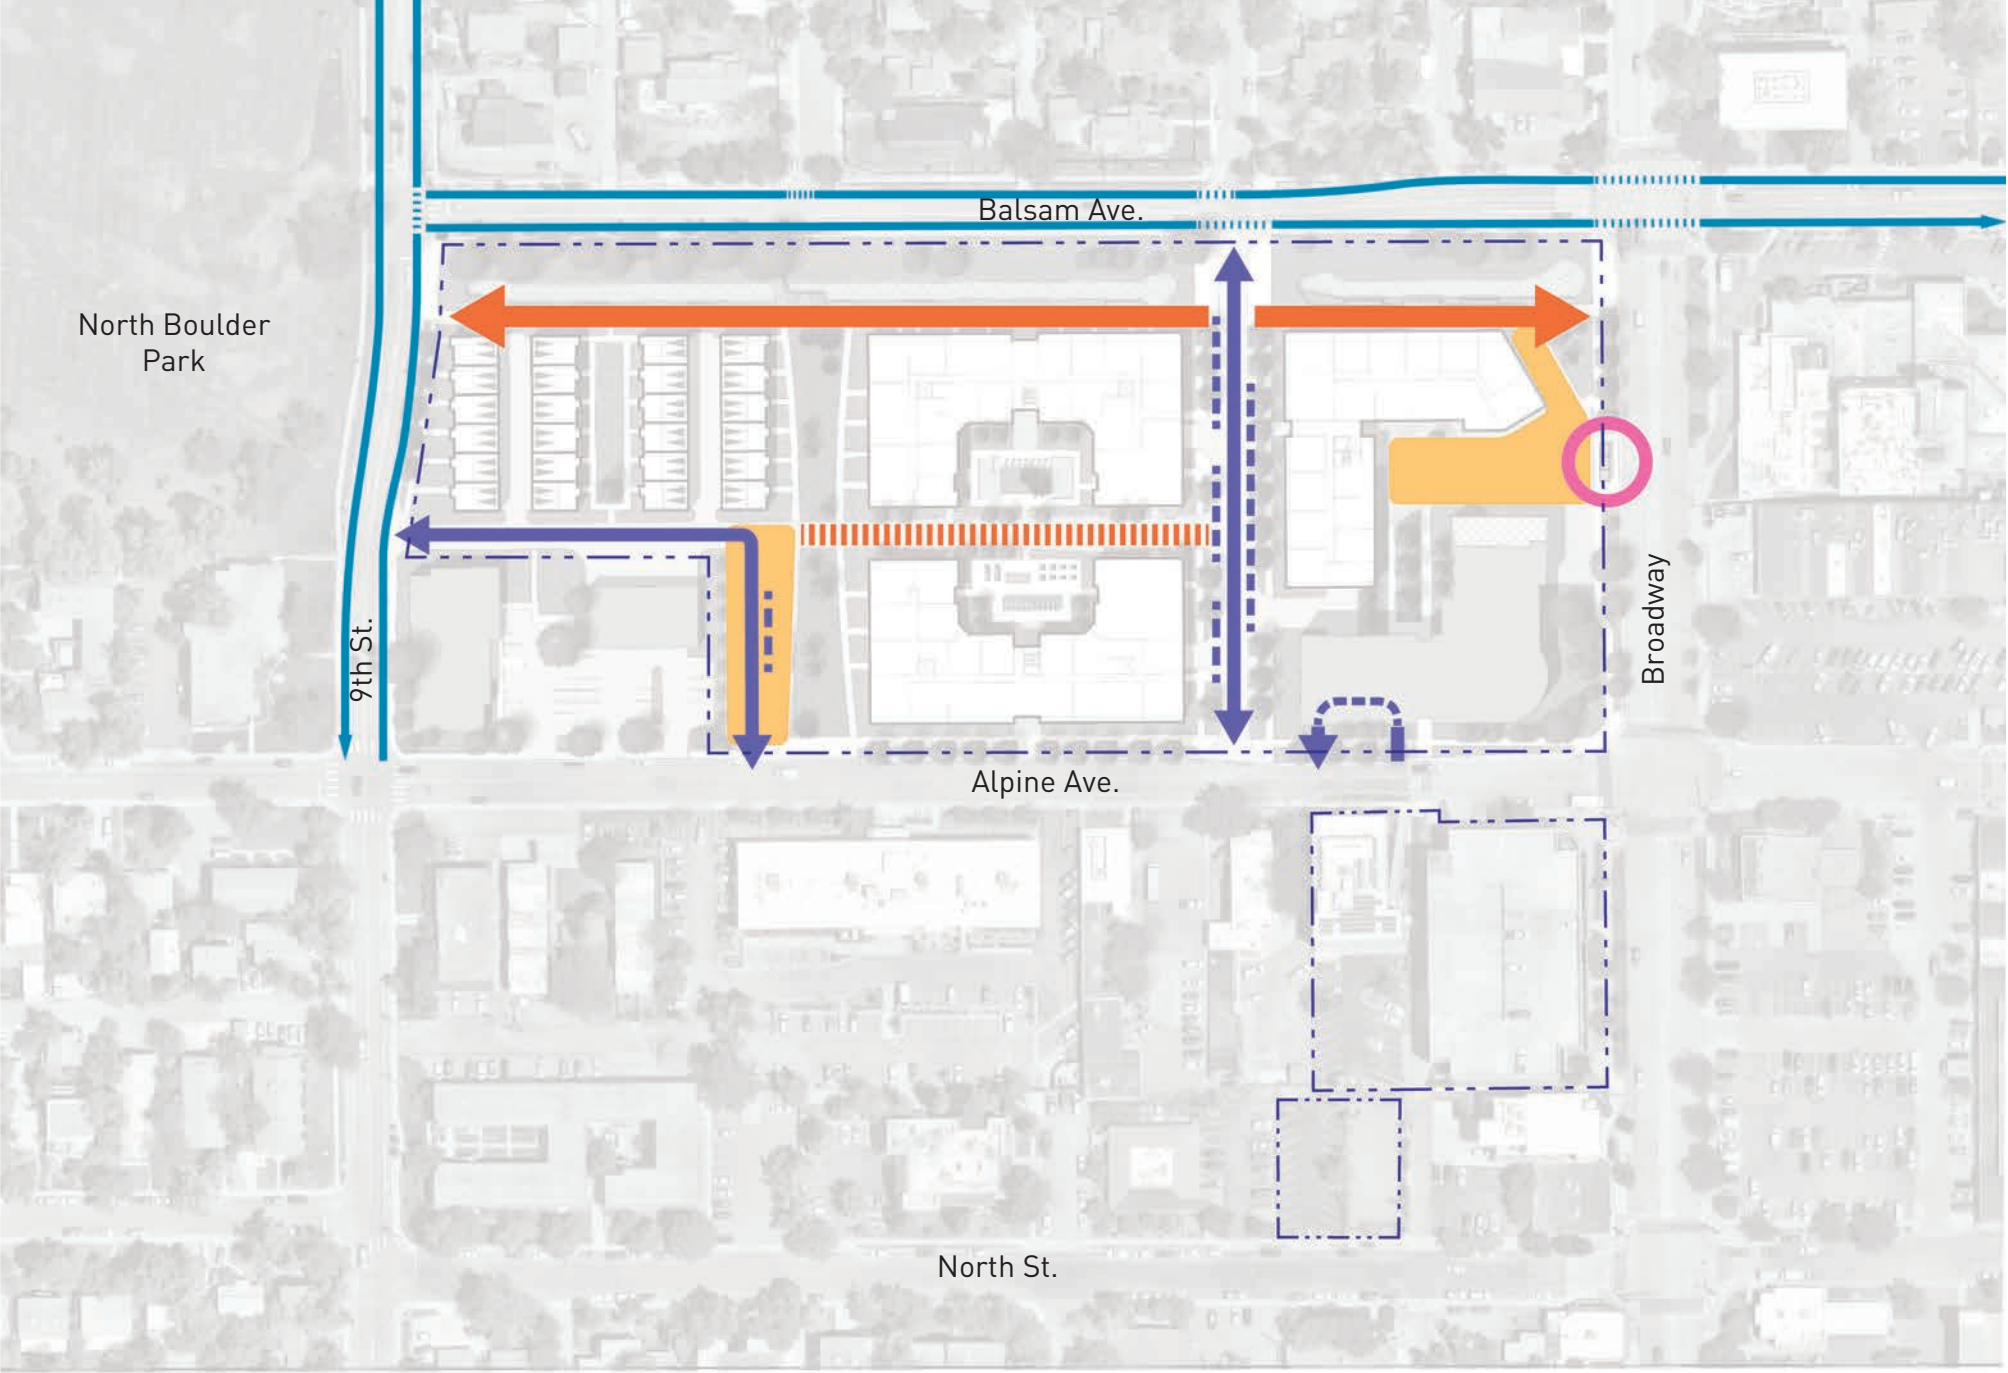 Balsam Ave.
North Boulder
Park
Broadway
9th St.
Alpine Ave.
North St.